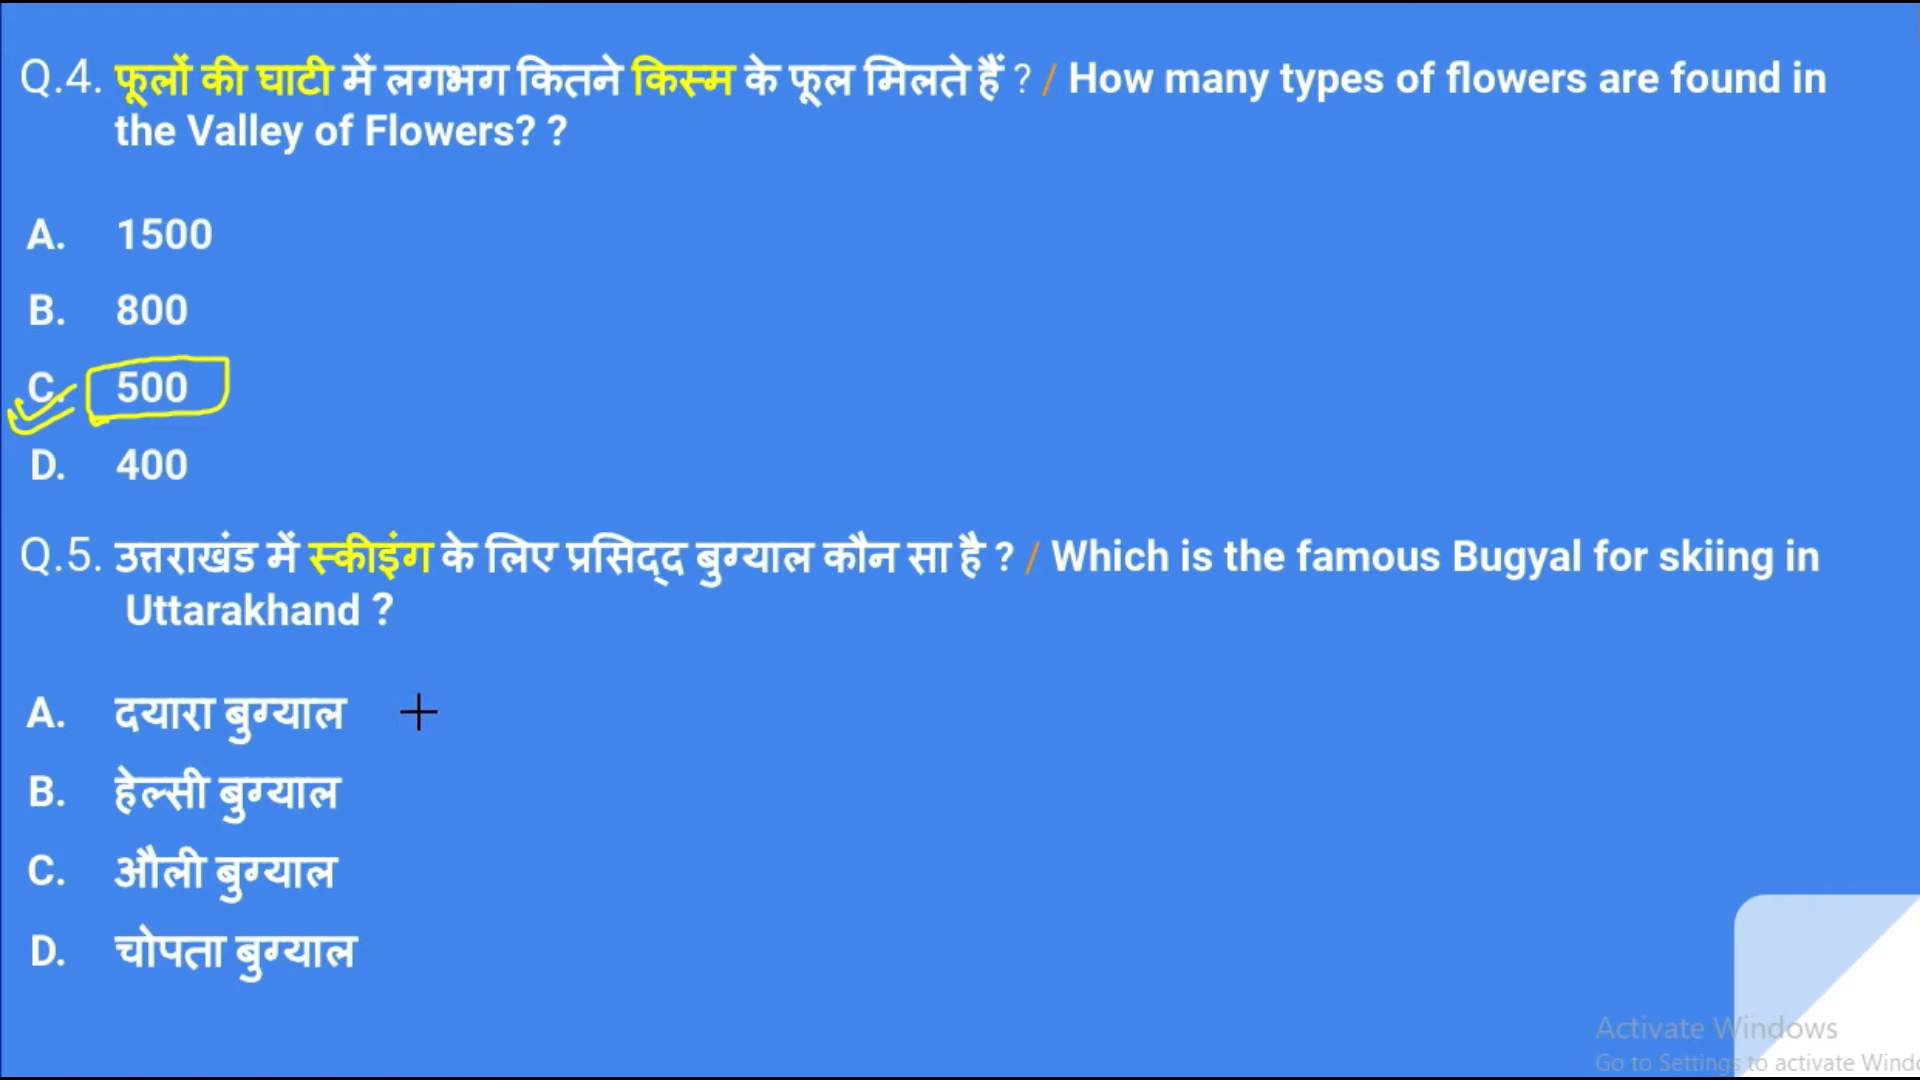 Q.4. फूलों की घाटी में लगभग कितने किस्म के फूल मिलते हैं ? / How many types of flowers are found in
the Valley of Flowers? ?
A. 1500
B. 800
C. 500
D. 400
Q.5. उत्तराखंड में स्कीइंग के लिए प्रसिद्द बुग्याल कौन सा है ? / Which is the famous Bugyal for skiing in
Uttarakhand ?
A. दयारा बुग्याल
B. हेल्सी बुग्याल
C. औली बुग्याल
D. चोपता बुग्याल
Activate Windows
Go to Settings to activate Windo